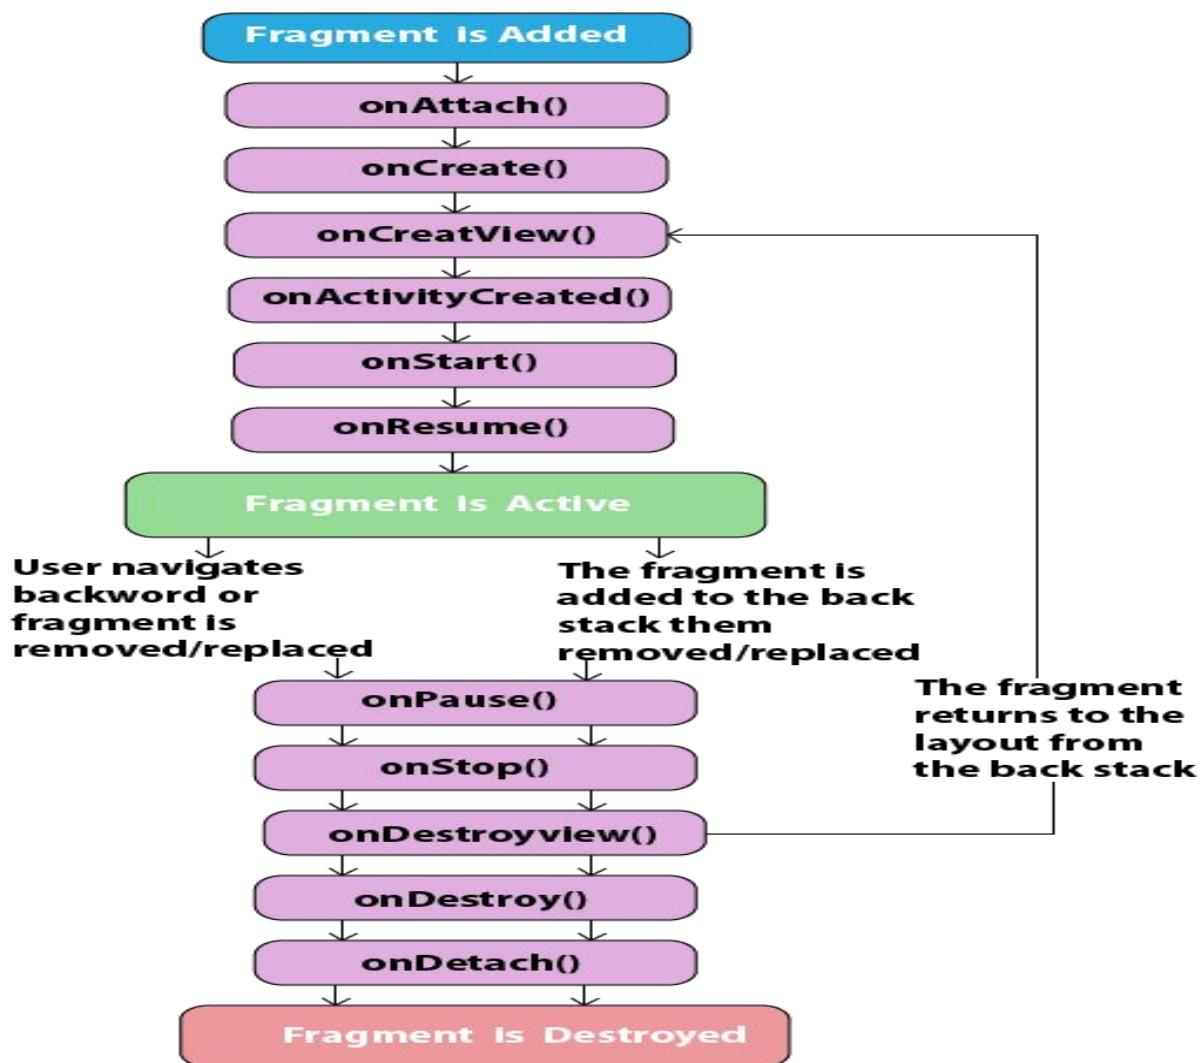 Fragment is Added
onAttach()
onCreate()
onCreatView()
onActivityCreated()
onStart()
onResume()
Fragment is Active
User navigates
backword or
fragment is
removed/replaced
The fragment is
added to the back
stack them
removed/replaced
The fragment
returns to the
layout from
the back stack
onPause()
onStop()
onDestroyview()
onDestroy()
onDetach()
Fragment is Destroyed